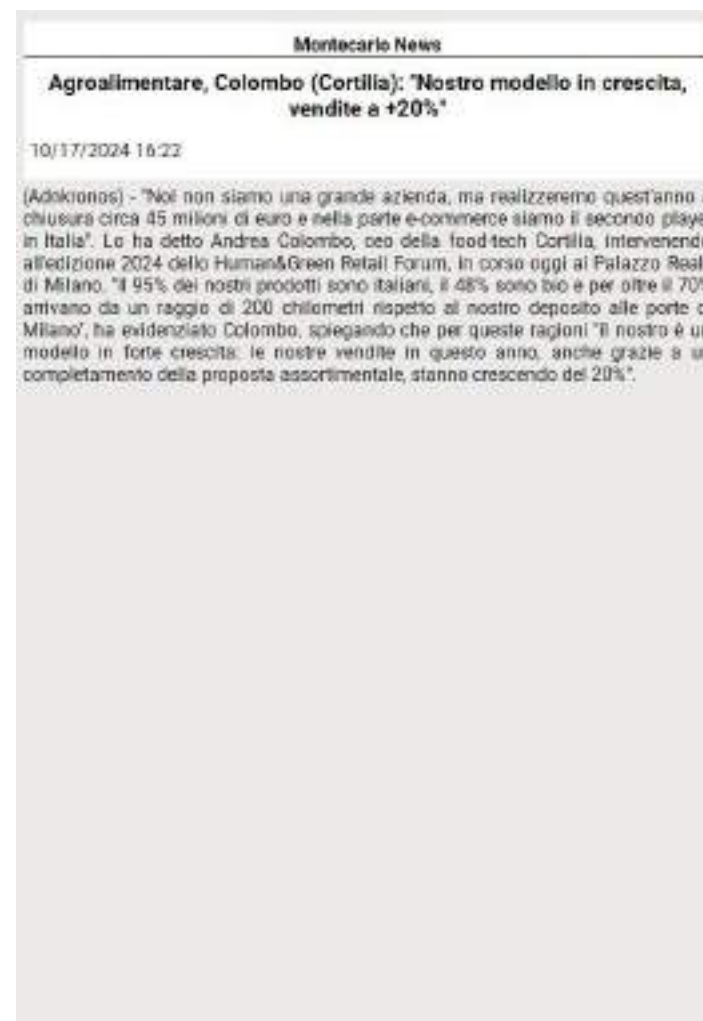 Montecarlo News
Agroalimentare, Colombo (Cortilia): "Nostro modello in crescita,
vendite a +20%"
10/17/2024 16:22
(Adnkronos) - "Noi non siamo una grande azienda, ma realizzeremo quest'anno a
chiusura circa 45 milioni di euro e nella parte e-commerce siamo il secondo playe
in Italia". Lo ha detto Andrea Colombo, ceo della food-tech Cortilia, intervenend
all'edizione 2024 dello Human&Green Retail Forum, in corso oggi al Palazzo Real
di Milano. "Il 95% dei nostri prodotti sono italiani, il 48% sono bio e per oltre il 70%
arrivano da un raggio di 200 chilometri rispetto al nostro deposito alle porte d
Milano", ha evidenziato Colombo, spiegando che per queste ragioni "il nostro è un
modello in forte crescita: le nostre vendite in questo anno, anche grazie a un
completamento della proposta assortimentale, stanno crescendo del 20%".